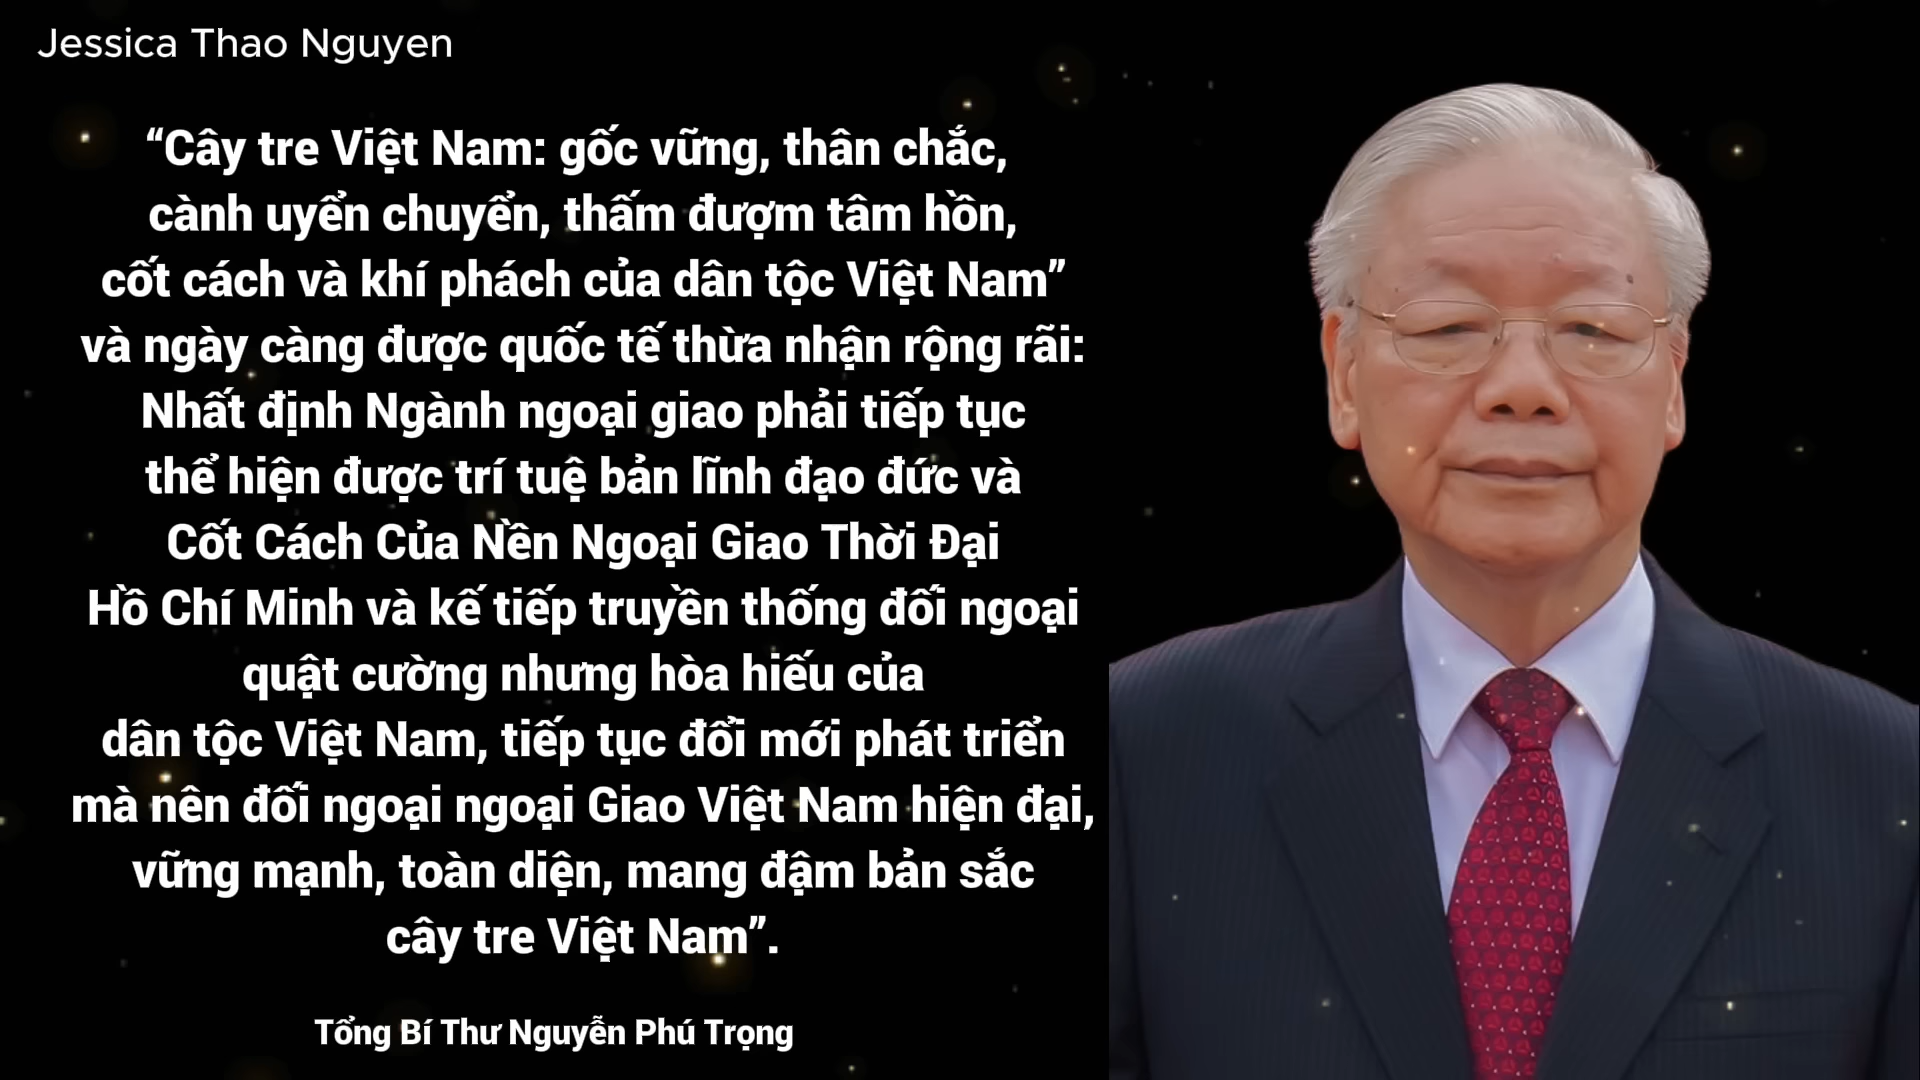 Jessica Thao Nguyen
“Cây tre Việt Nam: gốc vững, thân chắc,
cành uyển chuyển, thấm đượm tâm hồn,
cốt cách và khí phách của dân tộc Việt Nam”
và ngày càng được quốc tế thừa nhận rộng rãi:
Nhất định Ngành ngoại giao phải tiếp tục
thể hiện được trí tuệ bản lĩnh đạo đức và
Cốt Cách Của Nền Ngoại Giao Thời Đại
Hồ Chí Minh và kế tiếp truyền thống đối ngoại
quật cường nhưng hòa hiếu của
dân tộc Việt Nam, tiếp tục đổi mới phát triển
mà nên đối ngoại ngoại Giao Việt Nam hiện đại,
vững mạnh, toàn diện, mang đậm bản sắc
cây tre Việt Nam”.
Tổng Bí Thư Nguyễn Phú Trọng